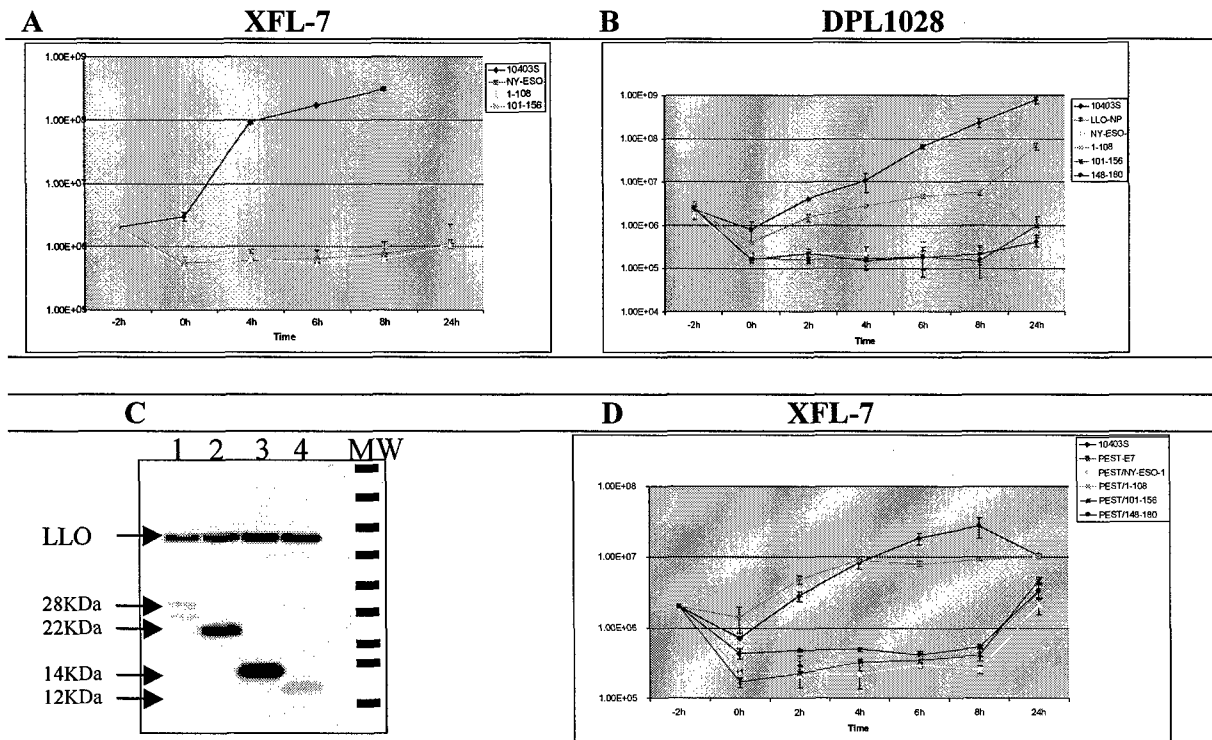 A XFL-7
1.00E+09
1.00E+08
1.00E+07
1.00E+06
1.00E+05
-2h 0h 4h 6h 8h 24h
Time
10403S
NY-ESO-
1-108
101-156
B DPL1028
1.00E+09
1.00E+08
1.00E+07
1.00E+06
1.00E+05
1.00E+04
-2h 0h 2h 4h 6h 8h 24h
Time
10403S
LLO-NP
NY-ESO-
1-108
101-156
148-180
C
1 2 3 4 MW
LLO
28KDa
22KDa
14KDa
12KDa
D XFL-7
1.00E+08
1.00E+07
1.00E+06
1.00E+05
-2h 0h 2h 4h 6h 8h 24h
Time
10403S
PEST-E7
PEST/NY-ESO-1
PEST/1-108
PEST/101-156
PEST/148-180